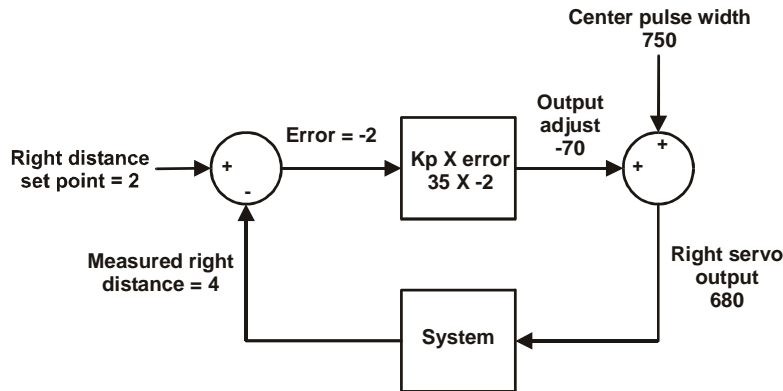 Center pulse width
750
Output
adjust
-70
Error = -2
Right distance
set point = 2
+
-
Kp X error
35 X -2
+
+
Measured right
distance = 4
System
Right servo
output
680